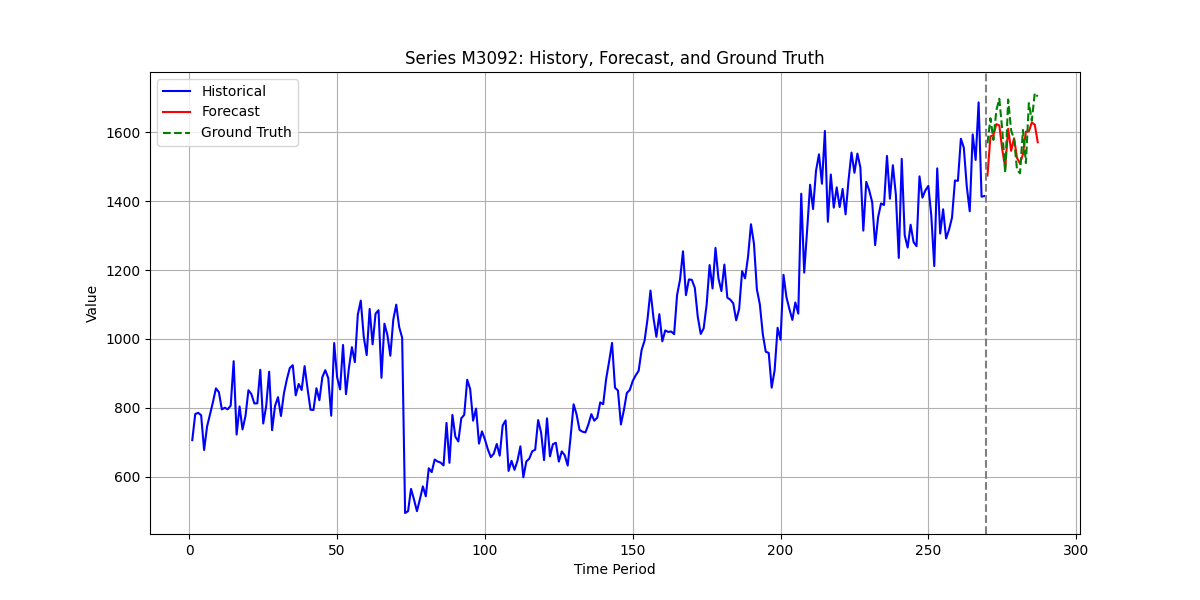 Series M3092: History, Forecast, and Ground Truth
Historical
Forecast
Ground Truth
Value
1600
1400
1200
1000
800
600
0 50 100 150 200 250 300
Time Period